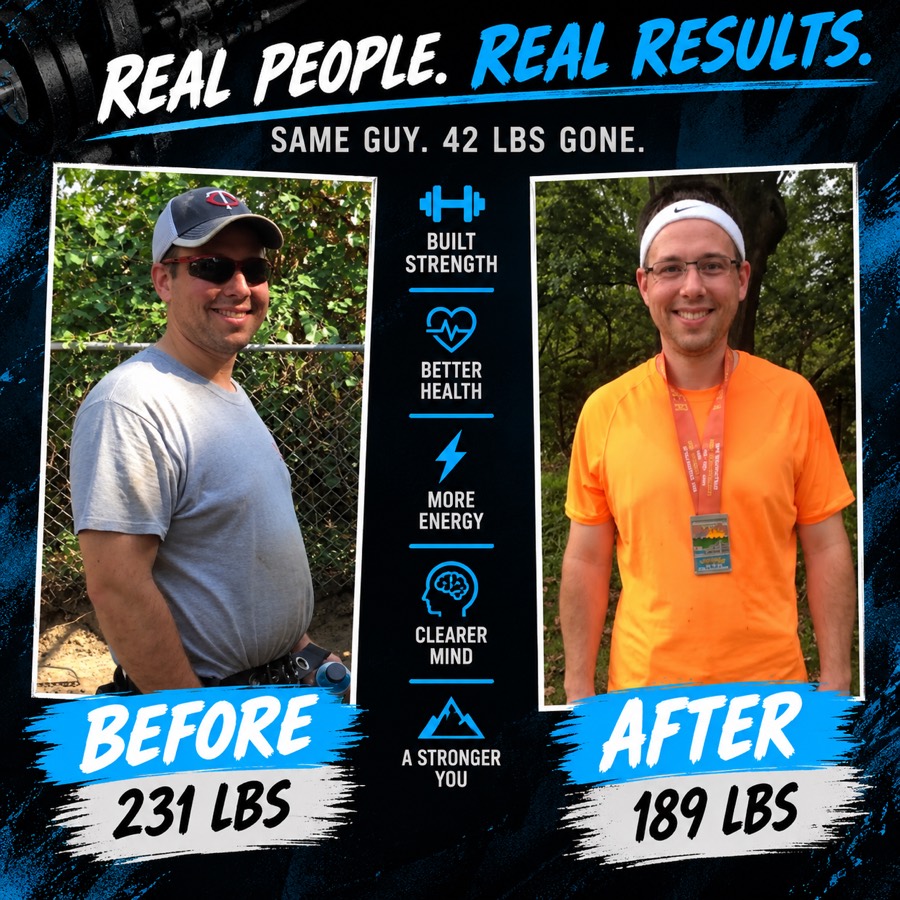 REAL PEOPLE. REAL RESULTS.
SAME GUY. 42 LBS GONE.
BUILT
STRENGTH
BETTER
HEALTH
MORE
ENERGY
CLEARER
MIND
A STRONGER
YOU
BEFORE
231 LBS
AFTER
189 LBS